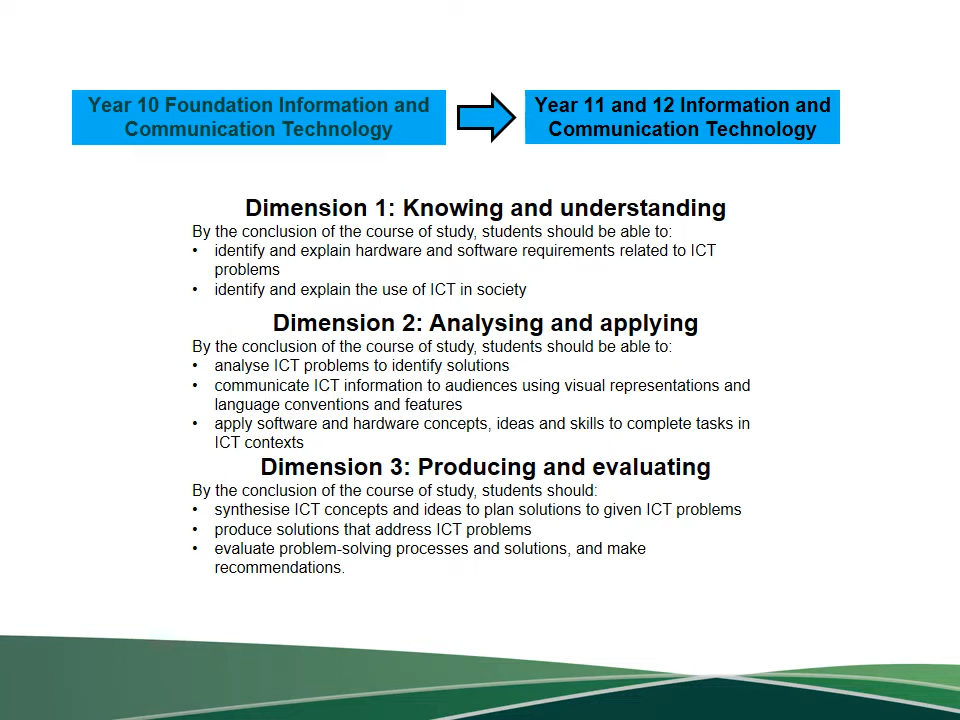 Year 10 Foundation Information and
Communication Technology
Year 11 and 12 Information and
Communication Technology
Dimension 1: Knowing and understanding
By the conclusion of the course of study, students should be able to:
• identify and explain hardware and software requirements related to ICT
problems
• identify and explain the use of ICT in society
Dimension 2: Analysing and applying
By the conclusion of the course of study, students should be able to:
• analyse ICT problems to identify solutions
• communicate ICT information to audiences using visual representations and
language conventions and features
• apply software and hardware concepts, ideas and skills to complete tasks in
ICT contexts
Dimension 3: Producing and evaluating
By the conclusion of the course of study, students should:
• synthesise ICT concepts and ideas to plan solutions to given ICT problems
• produce solutions that address ICT problems
• evaluate problem-solving processes and solutions, and make
recommendations.